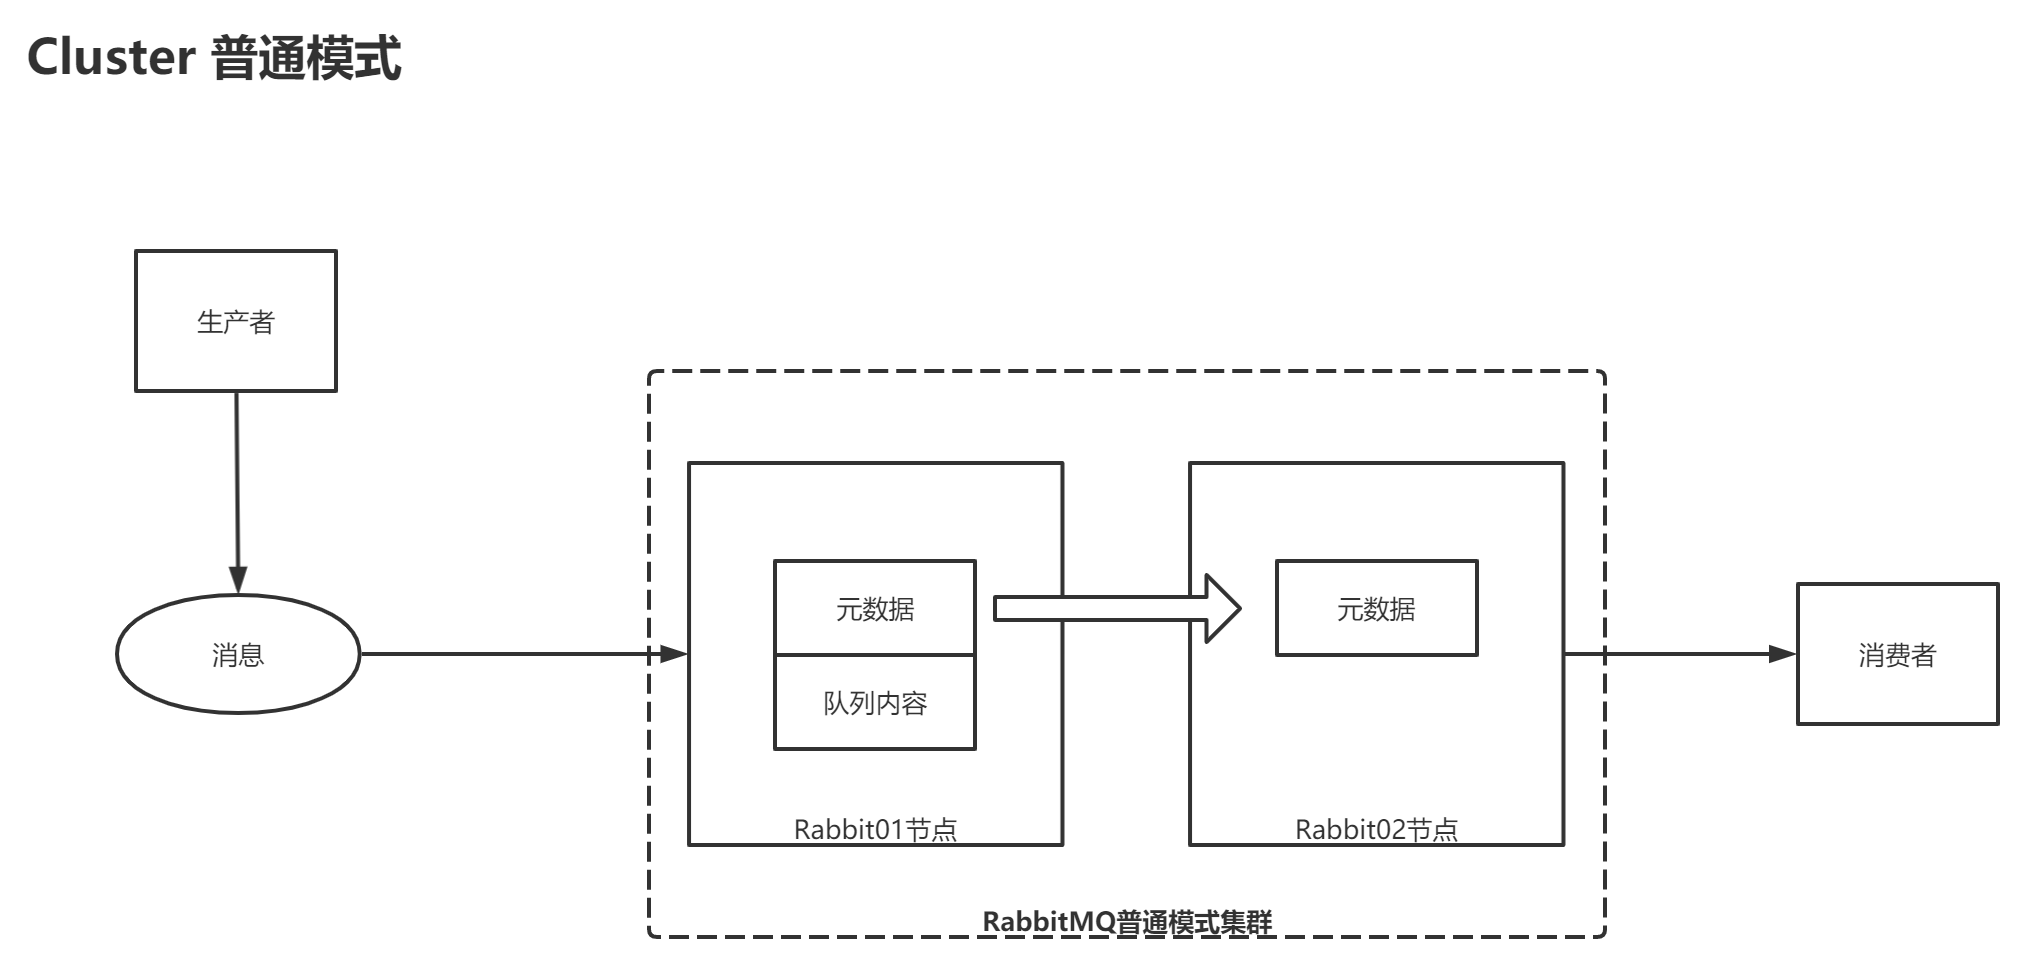 Cluster 普通模式
生产者
消息
元数据
队列内容
Rabbit01节点
元数据
Rabbit02节点
RabbitMQ普通模式集群
消费者